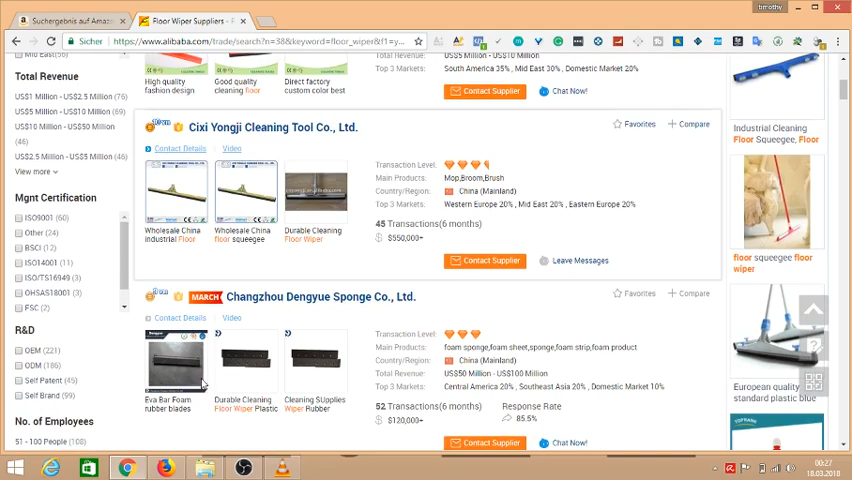 timothy
Suchergebnis auf Amazo
Floor Wiper Suppliers - F
Sicher
https://www.alibaba.com/trade/search?n=38&keyword=floor_wiper&f1=y...
Mid East(50)
Total Revenue
US$1 Million - US$2.5 Million (76)
US$5 Million - US$10 Million (69)
US$10 Million - US$50 Million
(46)
US$2.5 Million - US$5 Million (46)
View more
Mgnt Certification
ISO9001 (60)
Other (24)
BSCI (12)
ISO14001 (11)
ISO/TS16949 (3)
OHSAS18001 (3)
FSC (2)
R&D
OEM (221)
ODM (186)
Self Patent (45)
Self Brand (99)
No. of Employees
51 - 100 People (108)
High quality
fashion design
Good quality
cleaning floor
Direct factory
custom color best
US$5 Million - US$10 Million
Top 3 Markets:
South America 35% , Mid East 30% , Domestic Market 20%
Contact Supplier
Chat Now!
Cixi Yongji Cleaning Tool Co., Ltd.
Favorites
Compare
Contact Details
Video
Wholesale China
industrial Floor
Wholesale China
floor squeegee
Durable Cleaning
Floor Wiper
Transaction Level:
Main Products:
Mop,Broom,Brush
Country/Region:
China (Mainland)
Top 3 Markets:
Western Europe 20% , Mid East 20% , Eastern Europe 20%
45 Transactions(6 months)
$550,000+
Contact Supplier
Leave Messages
MARCH
Changzhou Dengyue Sponge Co., Ltd.
Favorites
Compare
Contact Details
Video
Eva Bar Foam
rubber blades
Durable Cleaning
Floor Wiper Plastic
Cleaning SUpplies
Wiper Rubber
Transaction Level:
Main Products:
foam sponge,foam sheet,sponge,foam strip,foam product
Country/Region:
China (Mainland)
Total Revenue:
US$50 Million - US$100 Million
Top 3 Markets:
Central America 20% , Southeast Asia 20% , Domestic Market 10%
52 Transactions(6 months)
Response Rate
$120,000+
85.5%
Contact Supplier
Chat Now!
Industrial Cleaning
Floor Squeegee, Floor
floor squeegee floor
wiper
European quality
standard plastic blue
00:27
18.03.2018